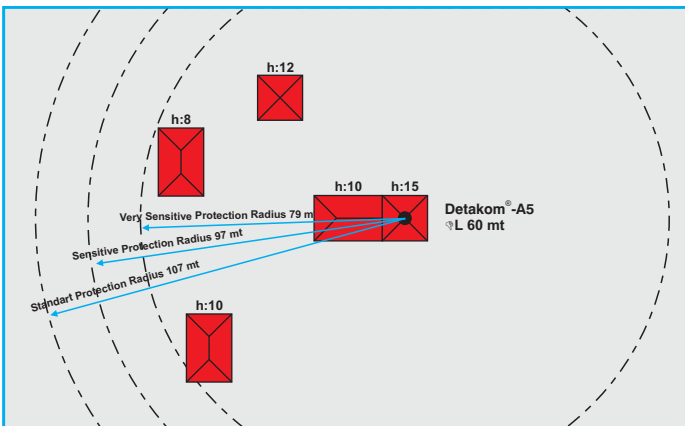 h:12
h:8
h:10
h:15
Very Sensitive Protection Radius 79 m
Detakom®-A5
L 60 mt
Sensitive Protection Radius 97 mt
Standart Protection Radius 107 mt
h:10